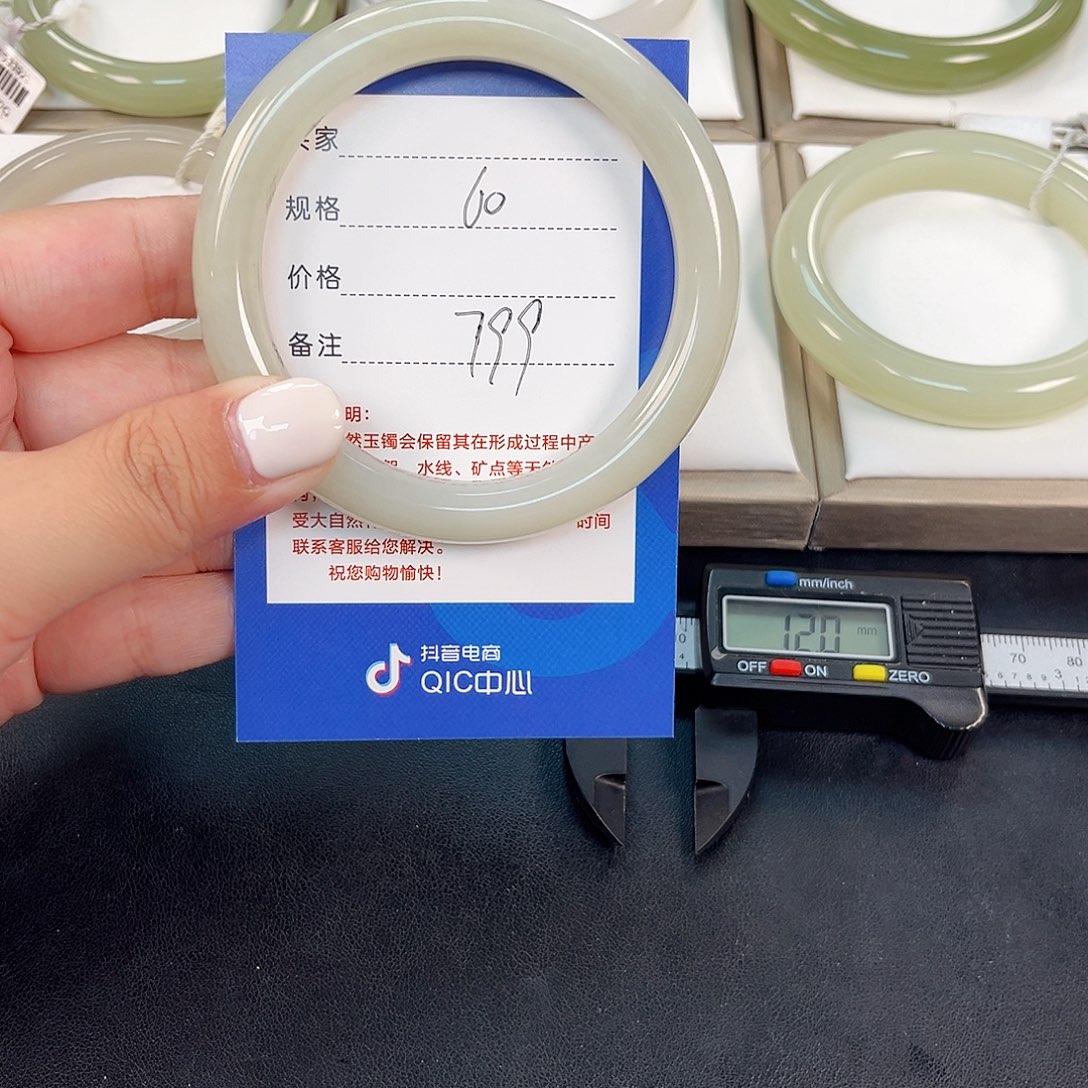 家
规格 60
价格
备注 799
明：
然玉镯会保留其在形成过程中产
水线、矿点等天
受大自然 时间
联系客服给您解决。
祝您购物愉快！
抖音电商
QIC中心
mm/inch
12.0 mm
OFF ON ZERO
70 80